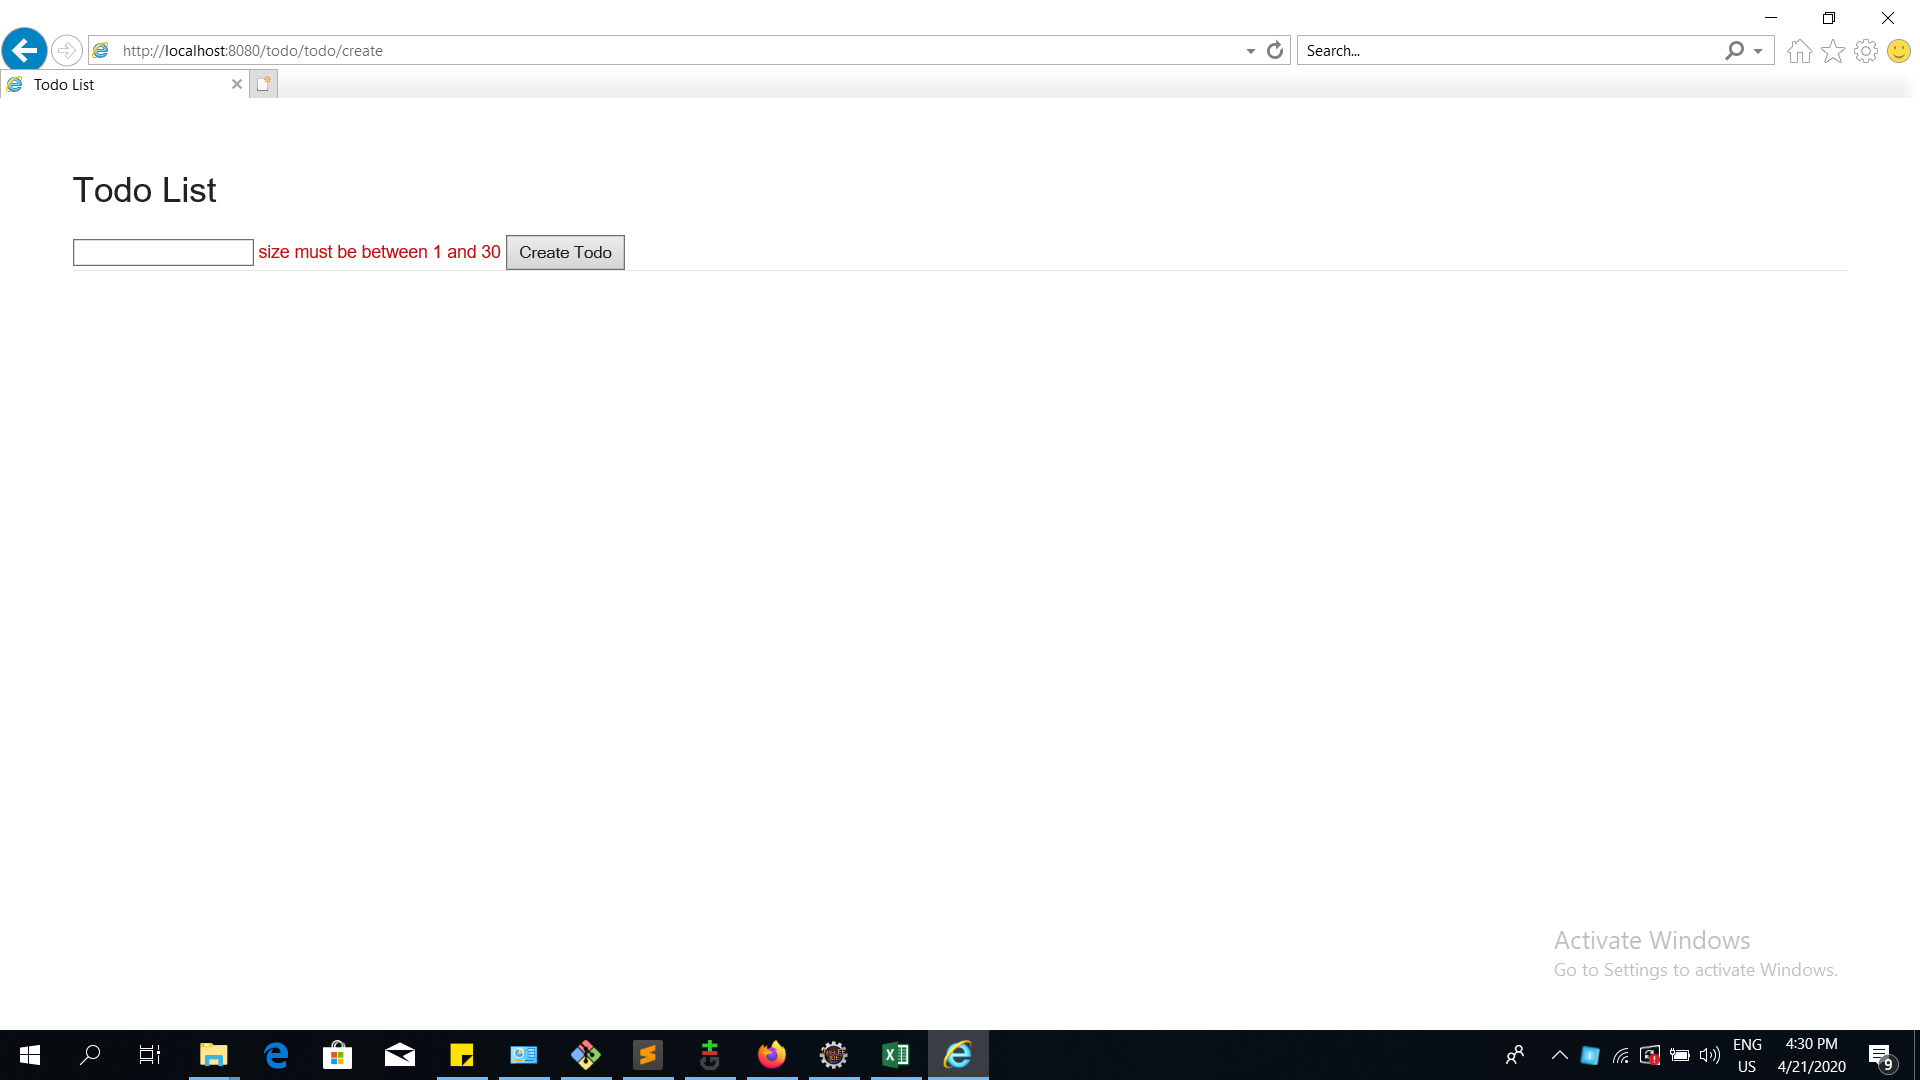 http://localhost:8080/todo/todo/create
Search...
Todo List
Todo List
size must be between 1 and 30
Create Todo
Activate Windows
Go to Settings to activate Windows.
ENG
US
4:30 PM
4/21/2020
9